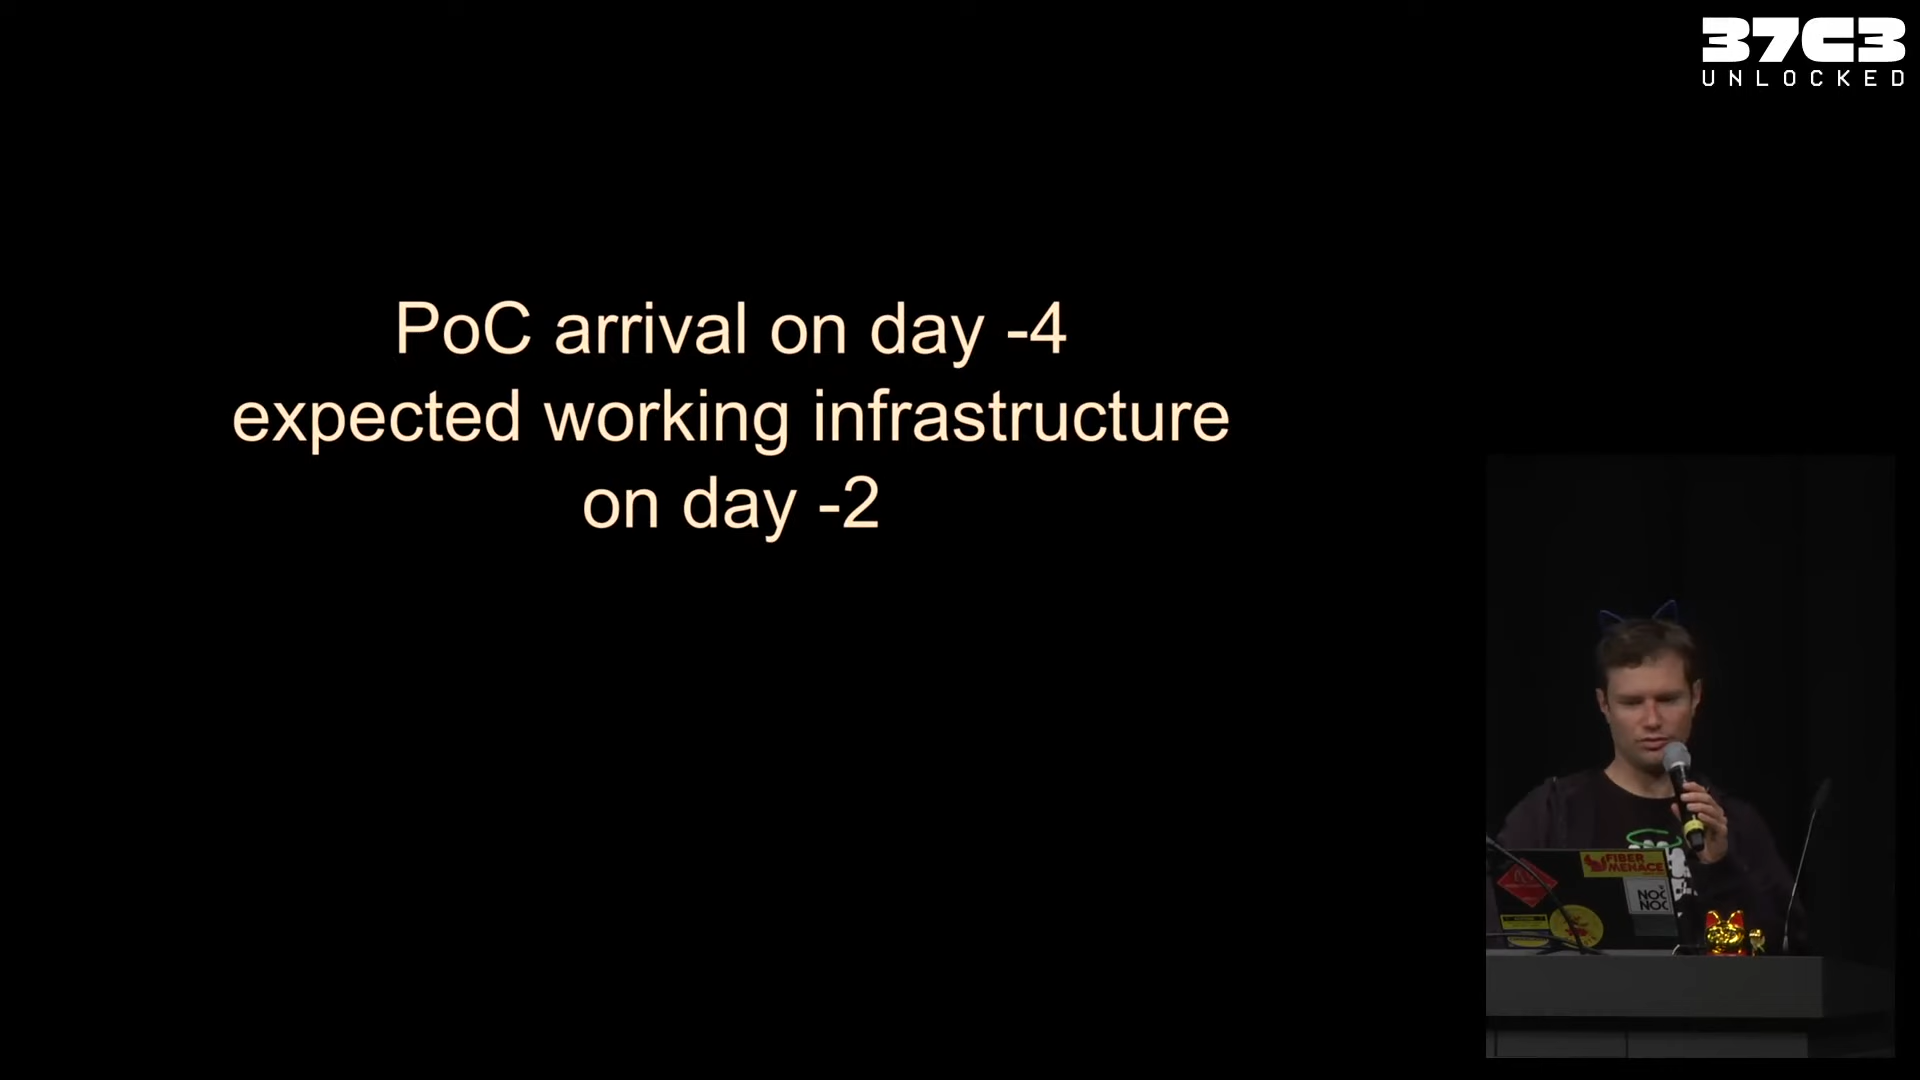 37C3
UNLOCKED
PoC arrival on day -4
expected working infrastructure
on day -2
FIBER
MENACE
NOC
NOC